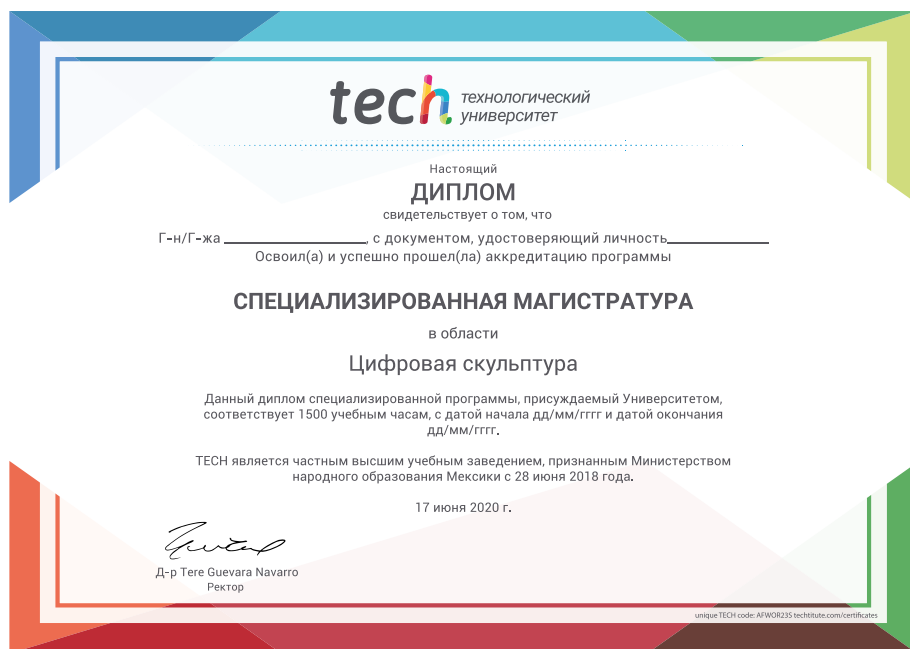 tech технологический
университет
Настоящий
ДИПЛОМ
свидетельствует о том, что
Г-н/Г-жа ____________, с документом, удостоверяющий личность____________
Освоил(а) и успешно прошел(ла) аккредитацию программы
СПЕЦИАЛИЗИРОВАННАЯ МАГИСТРАТУРА
в области
Цифровая скульптура
Данный диплом специализированной программы, присуждаемый Университетом,
соответствует 1500 учебным часам, с датой начала дд/мм/гггг и датой окончания
дд/мм/гггг.
TECH является частным высшим учебным заведением, признанным Министерством
народного образования Мексики с 28 июня 2018 года.
17 июня 2020 г.
Д-р Tere Guevara Navarro
Ректор
unique TECH code: AFWOR23S techtitute.com/certificates